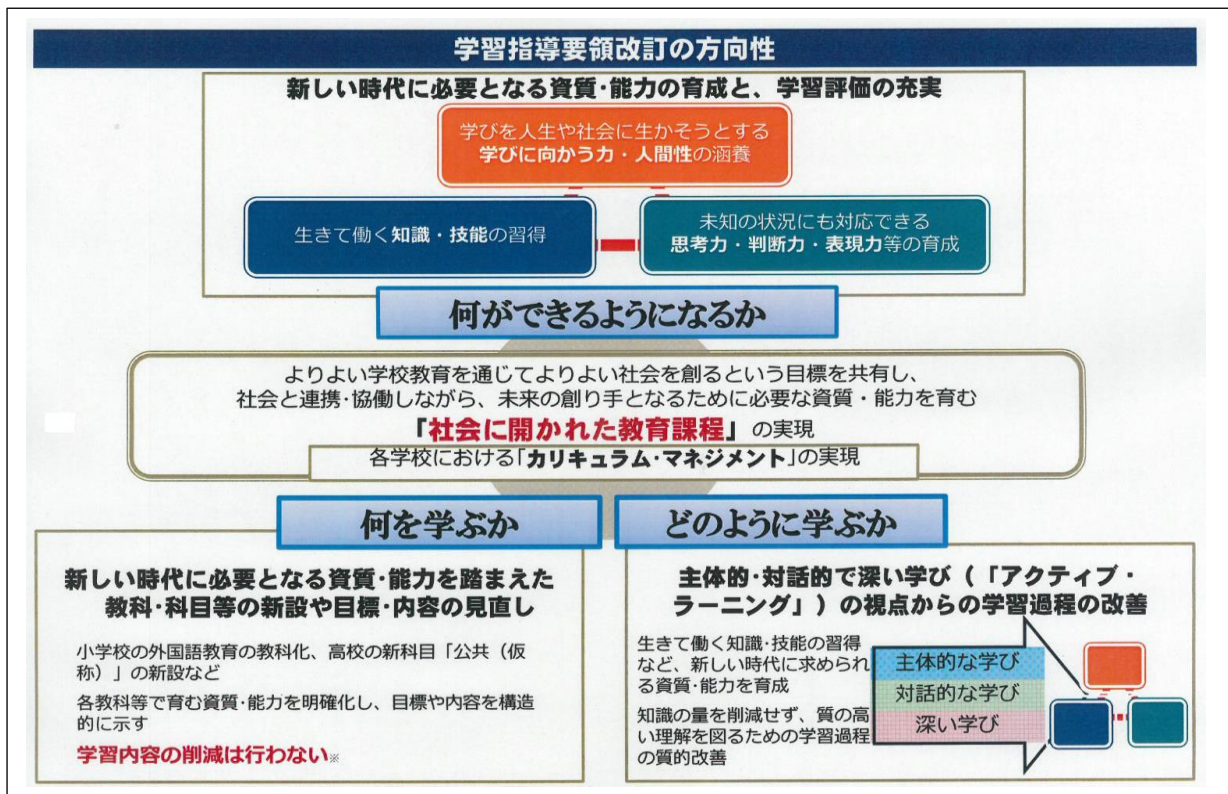 学習指導要領改訂の方向性
新しい時代に必要となる資質･能力の育成と、学習評価の充実
学びを人生や社会に生かそうとする
学びに向かう力・人間性の涵養
生きて働く知識・技能の習得
未知の状況にも対応できる
思考力・判断力・表現力等の育成
何ができるようになるか
よりよい学校教育を通じてよりよい社会を創るという目標を共有し、
社会と連携･協働しながら、未来の創り手となるために必要な資質・能力を育む
「社会に開かれた教育課程」の実現
各学校における｢カリキュラム･マネジメント｣の実現
何を学ぶか
新しい時代に必要となる資質･能力を踏まえた
教科･科目等の新設や目標･内容の見直し
小学校の外国語教育の教科化、高校の新科目「公共（仮
称）」の新設など
各教科等で育む資質･能力を明確化し、目標や内容を構造
的に示す
学習内容の削減は行わない※
どのように学ぶか
主体的･対話的で深い学び（「アクティブ・
ラーニング」）の視点からの学習過程の改善
生きて働く知識･技能の習得
など、新しい時代に求められ
る資質･能力を育成
知識の量を削減せず、質の高
い理解を図るための学習過程
の質的改善
主体的な学び
対話的な学び
深い学び